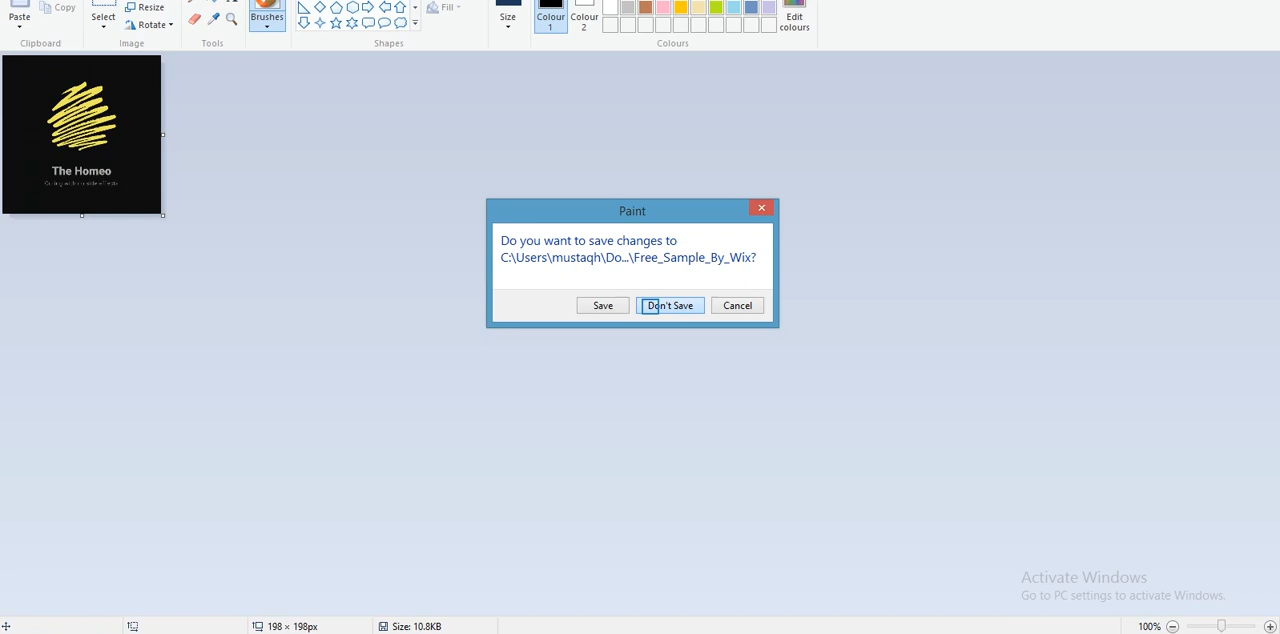 Paste
Copy
Clipboard
Select
Resize
Rotate
Image
Tools
Brushes
Shapes
Fill
Size
Colour 1
Colour 2
Edit colours
Colours
The Homeo
Paint
Do you want to save changes to
C:\Users\mustaqh\Do...\Free_Sample_By_Wix?
Save
Don't Save
Cancel
Activate Windows
Go to PC settings to activate Windows.
198 × 198px
Size: 10.8KB
100%